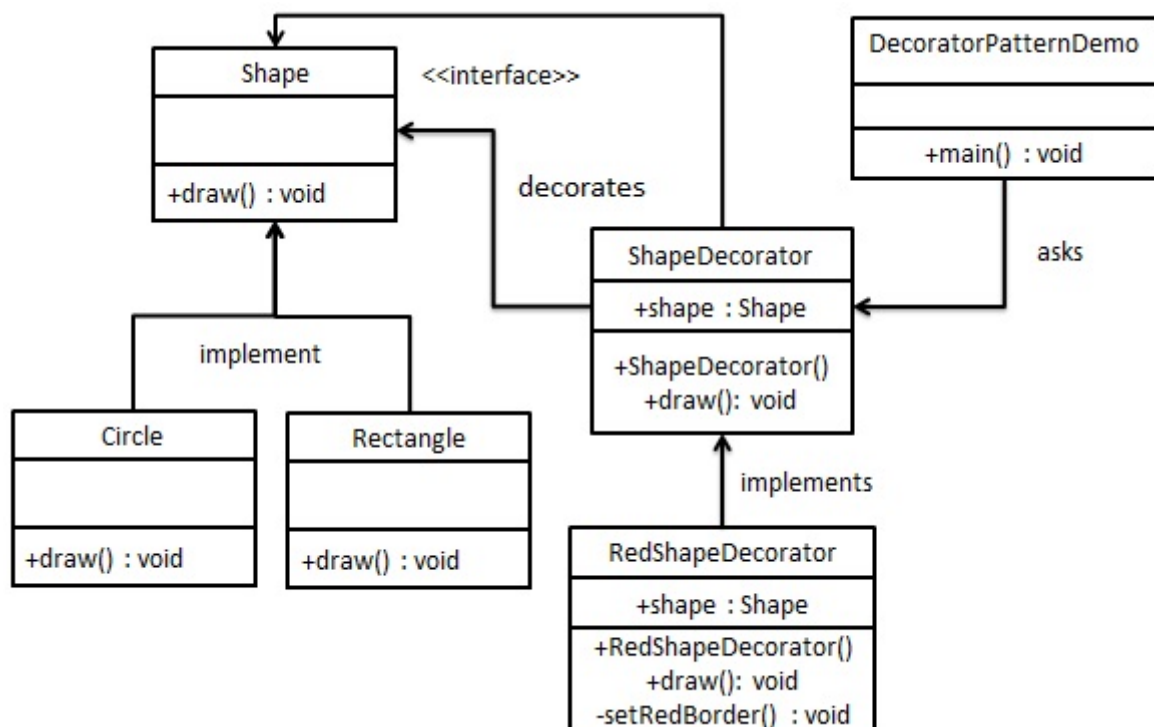 Shape
+draw() : void
<<interface>>
DecoratorPatternDemo
+main() : void
decorates
asks
ShapeDecorator
+shape : Shape
+ShapeDecorator()
+draw(): void
implement
Circle
+draw() : void
Rectangle
+draw() : void
implements
RedShapeDecorator
+shape : Shape
+RedShapeDecorator()
+draw(): void
-setRedBorder() : void